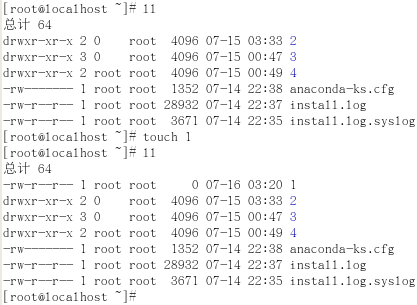 [root@localhost ~]# ll
总计 64
drwxr-xr-x 2 0 root 4096 07-15 03:33 2
drwxr-xr-x 3 0 root 4096 07-15 00:47 3
drwxr-xr-x 2 root root 4096 07-15 00:49 4
-rw------- 1 root root 1352 07-14 22:38 anaconda-ks.cfg
-rw-r--r-- 1 root root 28932 07-14 22:37 install.log
-rw-r--r-- 1 root root 3671 07-14 22:35 install.log.syslog
[root@localhost ~]# touch 1
[root@localhost ~]# ll
总计 64
-rw-r--r-- 1 root root 0 07-16 03:20 1
drwxr-xr-x 2 0 root 4096 07-15 03:33 2
drwxr-xr-x 3 0 root 4096 07-15 00:47 3
drwxr-xr-x 2 root root 4096 07-15 00:49 4
-rw------- 1 root root 1352 07-14 22:38 anaconda-ks.cfg
-rw-r--r-- 1 root root 28932 07-14 22:37 install.log
-rw-r--r-- 1 root root 3671 07-14 22:35 install.log.syslog
[root@localhost ~]#